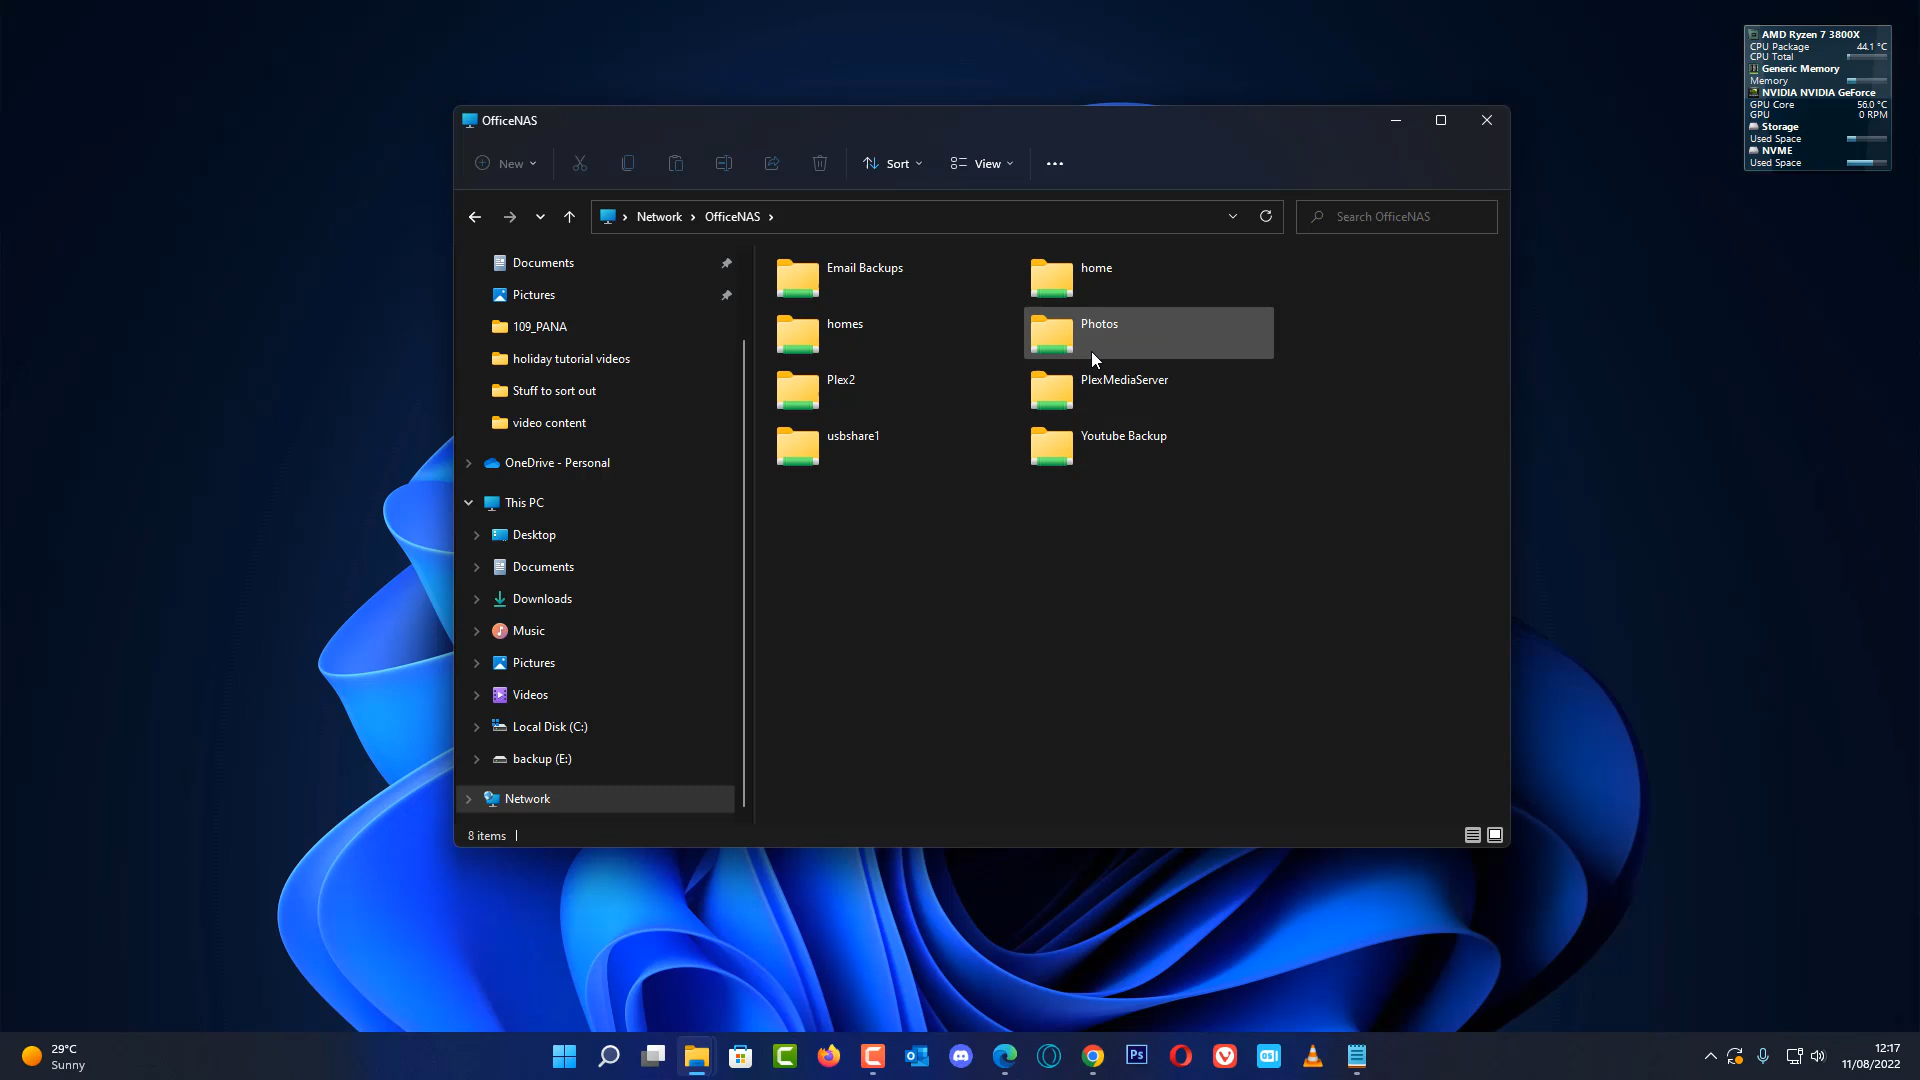 AMD Ryzen 7 3800X
CPU Package 44.1 °C
CPU Total
Generic Memory
Memory
NVIDIA NVIDIA GeForce
GPU Core 56.0 °C
GPU 0 RPM
Storage
Used Space
NVME
Used Space
OfficeNAS
New
Sort
View
Network
OfficeNAS
Search OfficeNAS
Documents
Pictures
109_PANA
holiday tutorial videos
Stuff to sort out
video content
OneDrive - Personal
This PC
Desktop
Documents
Downloads
Music
Pictures
Videos
Local Disk (C:)
backup (E:)
Network
Email Backups
home
homes
Photos
Plex2
PlexMediaServer
usbshare1
Youtube Backup
8 items
29°C
Sunny
Ps
12:17
11/08/2022